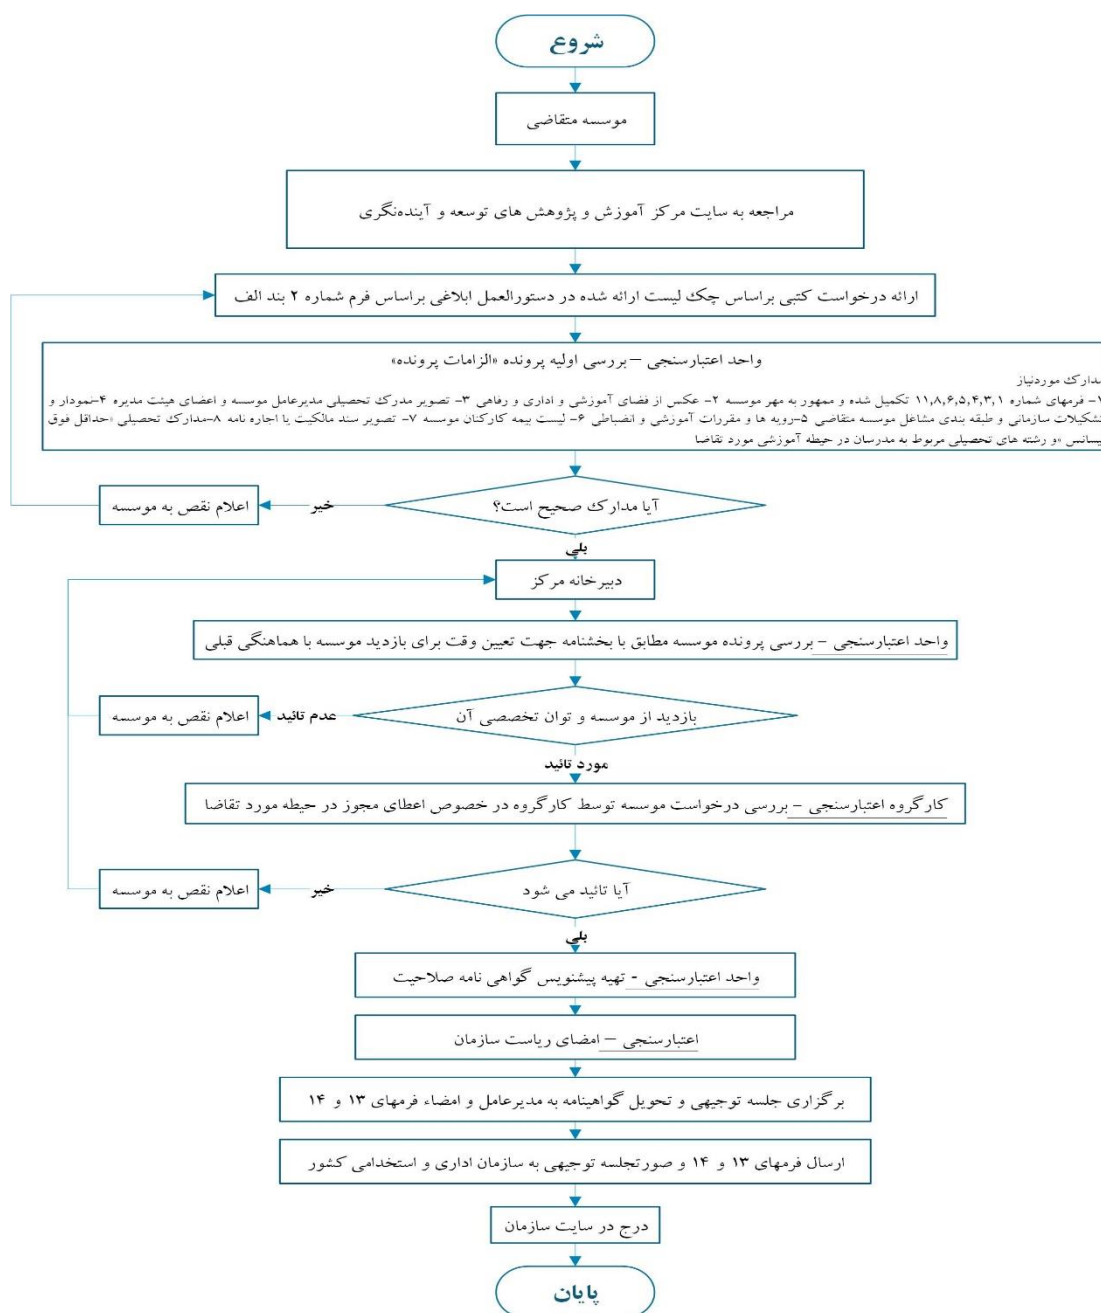 شروع
موسسه متقاضی
مراجعه به سایت مرکز آموزش و پژوهش های توسعه و آینده‌نگری
ارائه درخواست کتبی براساس چک لیست ارائه شده در دستورالعمل ابلاغی براساس فرم شماره ۲ بند الف
واحد اعتبارسنجی – بررسی اولیه پرونده «الزامات پرونده»
مدارک موردنیاز
۱- فرمهای شماره ۱۱,۸,۶,۵,۴,۳,۱ تکمیل شده و ممهور به مهر موسسه ۲- عکس از فضای آموزشی و اداری و رفاهی ۳- تصویر مدرک تحصیلی مدیرعامل موسسه و اعضای هیئت مدیره ۴-نمودار و
تشکیلات سازمانی و طبقه بندی مشاغل موسسه متقاضی ۵-رویه ها و مقررات آموزشی و انضباطی ۶- لیست بیمه کارکنان موسسه ۷- تصویر سند مالکیت یا اجاره نامه ۸-مدارک تحصیلی «حداقل فوق
لیسانس »و رشته های تحصیلی مربوط به مدرسان در حیطه آموزشی مورد تقاضا
آیا مدارک صحیح است؟
خیر
اعلام نقص به موسسه
بلی
دبیرخانه مرکز
واحد اعتبارسنجی – بررسی پرونده موسسه مطابق با بخشنامه جهت تعیین وقت برای بازدید موسسه با هماهنگی قبلی
بازدید از موسسه و توان تخصصی آن
عدم تائید
اعلام نقص به موسسه
مورد تائید
کارگروه اعتبارسنجی – بررسی درخواست موسسه توسط کارگروه در خصوص اعطای مجوز در حیطه مورد تقاضا
آیا تائید می شود
خیر
اعلام نقص به موسسه
بلی
واحد اعتبارسنجی - تهیه پیشنویس گواهی نامه صلاحیت
اعتبارسنجی – امضای ریاست سازمان
برگزاری جلسه توجیهی و تحویل گواهینامه به مدیرعامل و امضاء فرمهای ۱۳ و ۱۴
ارسال فرمهای ۱۳ و ۱۴ و صورتجلسه توجیهی به سازمان اداری و استخدامی کشور
درج در سایت سازمان
پایان